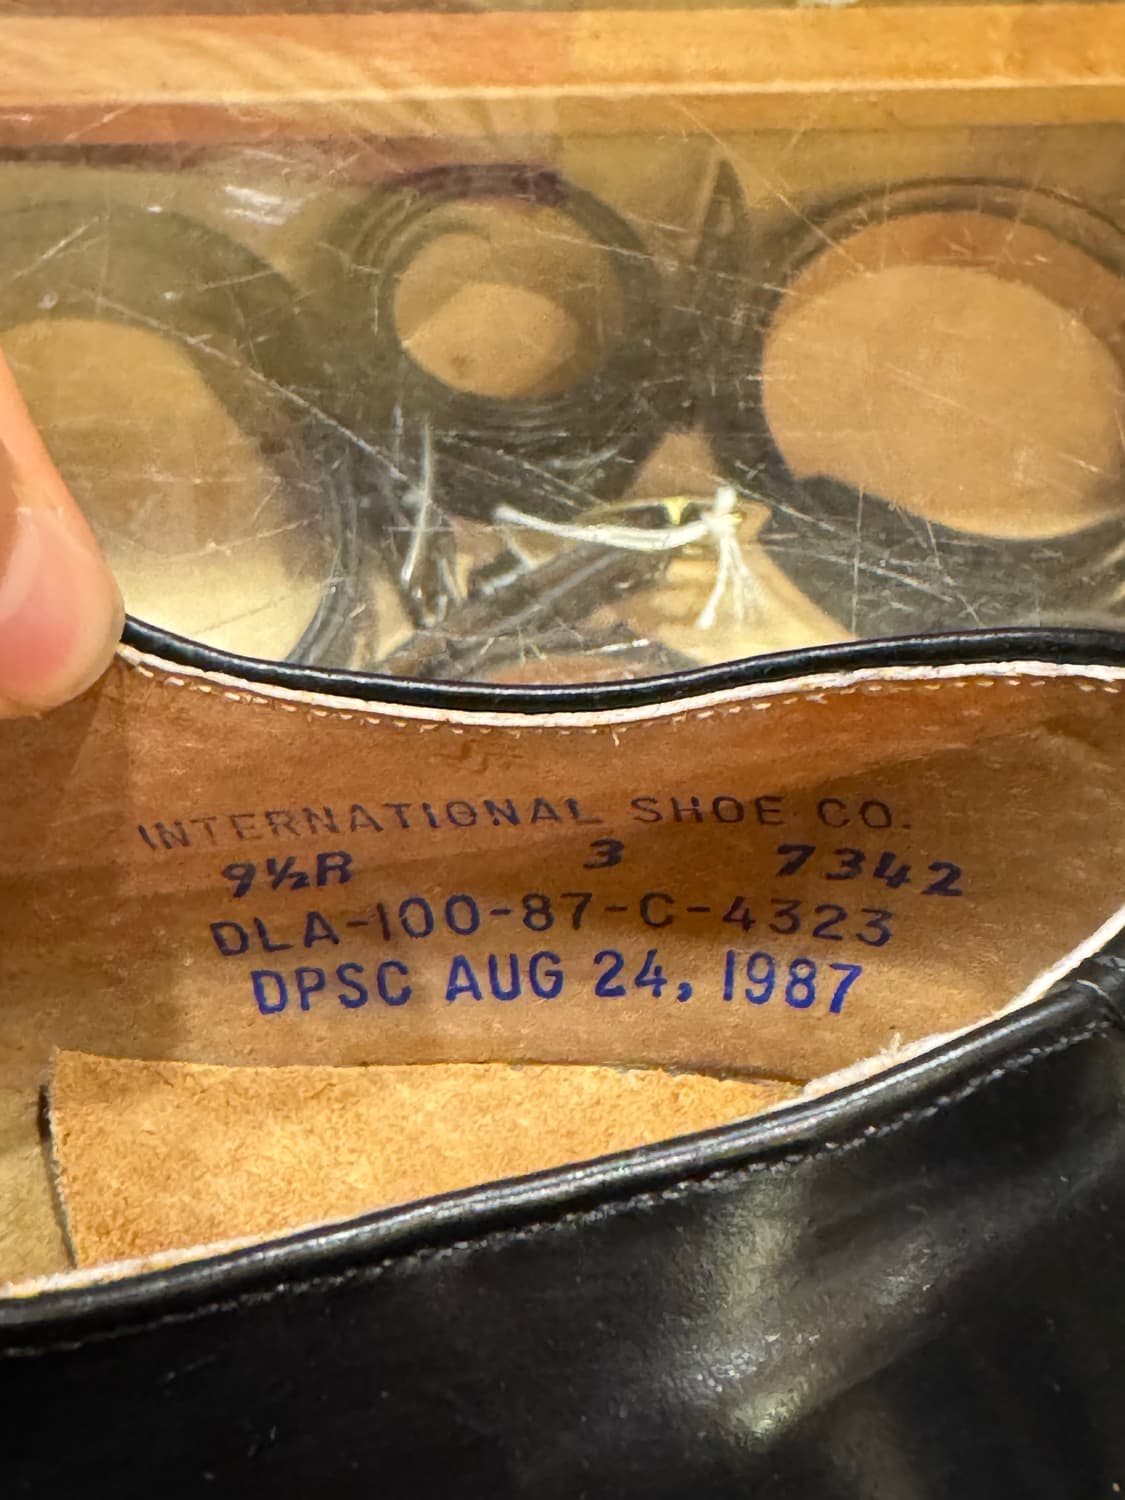 INTERNATIONAL SHOE CO.
9½R 3 7342
DLA-100-87-C-4323
DPSC AUG 24, 1987